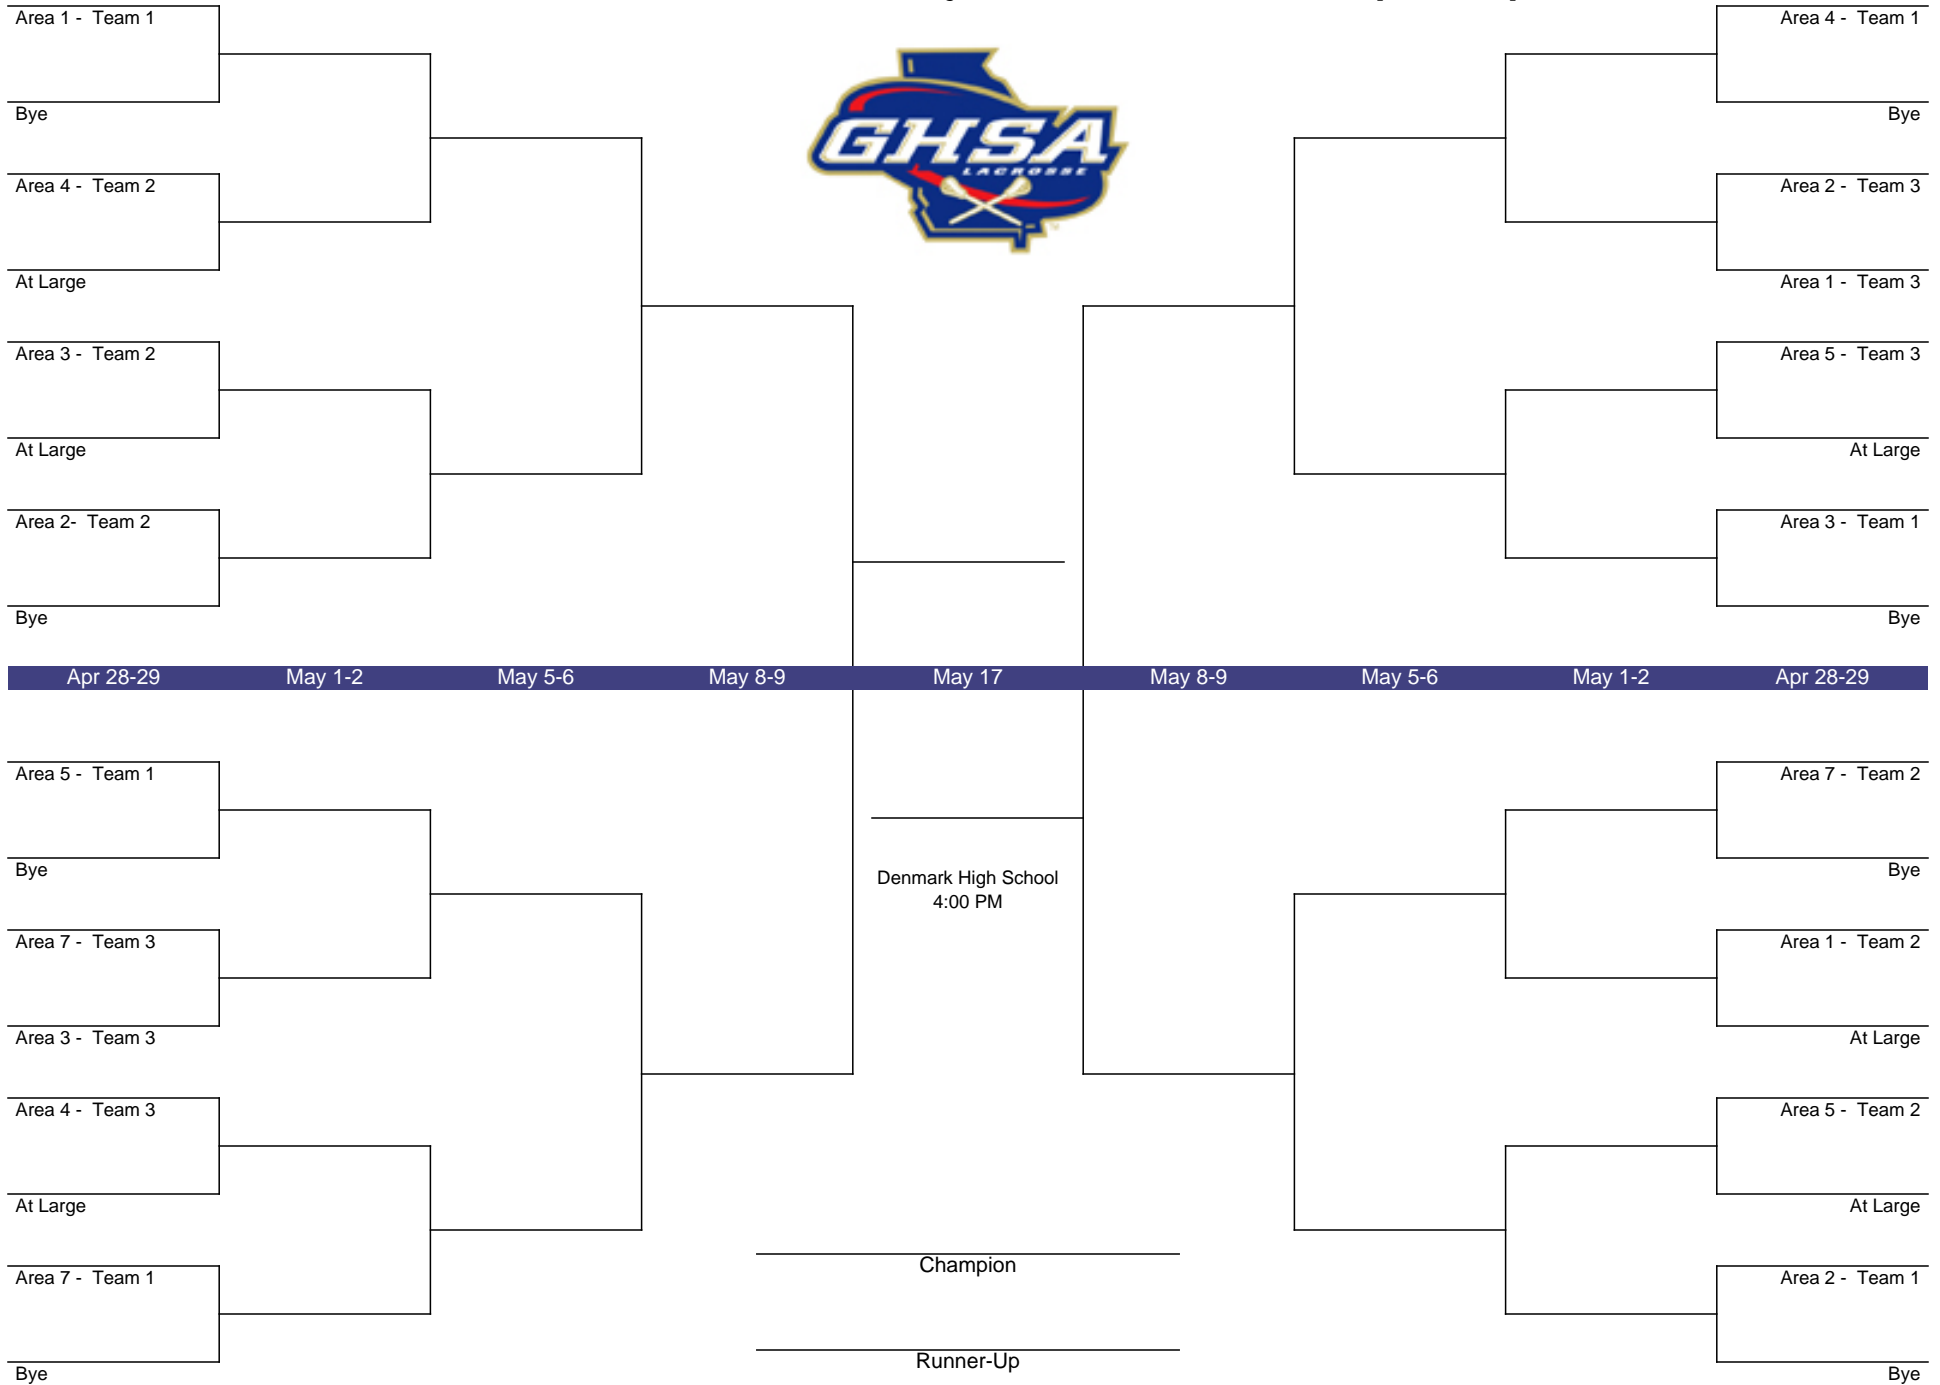 Area 1 - Team 1
Bye
Area 4 - Team 2
At Large
Area 3 - Team 2
At Large
Area 2- Team 2
Bye
GHSA
LACROSSE
TM
Area 4 - Team 1
Bye
Area 2 - Team 3
Area 1 - Team 3
Area 5 - Team 3
At Large
Area 3 - Team 1
Bye
Apr 28-29 May 1-2 May 5-6 May 8-9 May 17 May 8-9 May 5-6 May 1-2 Apr 28-29
Area 5 - Team 1
Bye
Area 7 - Team 3
Area 3 - Team 3
Area 4 - Team 3
At Large
Area 7 - Team 1
Bye
Denmark High School
4:00 PM
Champion
Runner-Up
Area 7 - Team 2
Bye
Area 1 - Team 2
At Large
Area 5 - Team 2
At Large
Area 2 - Team 1
Bye